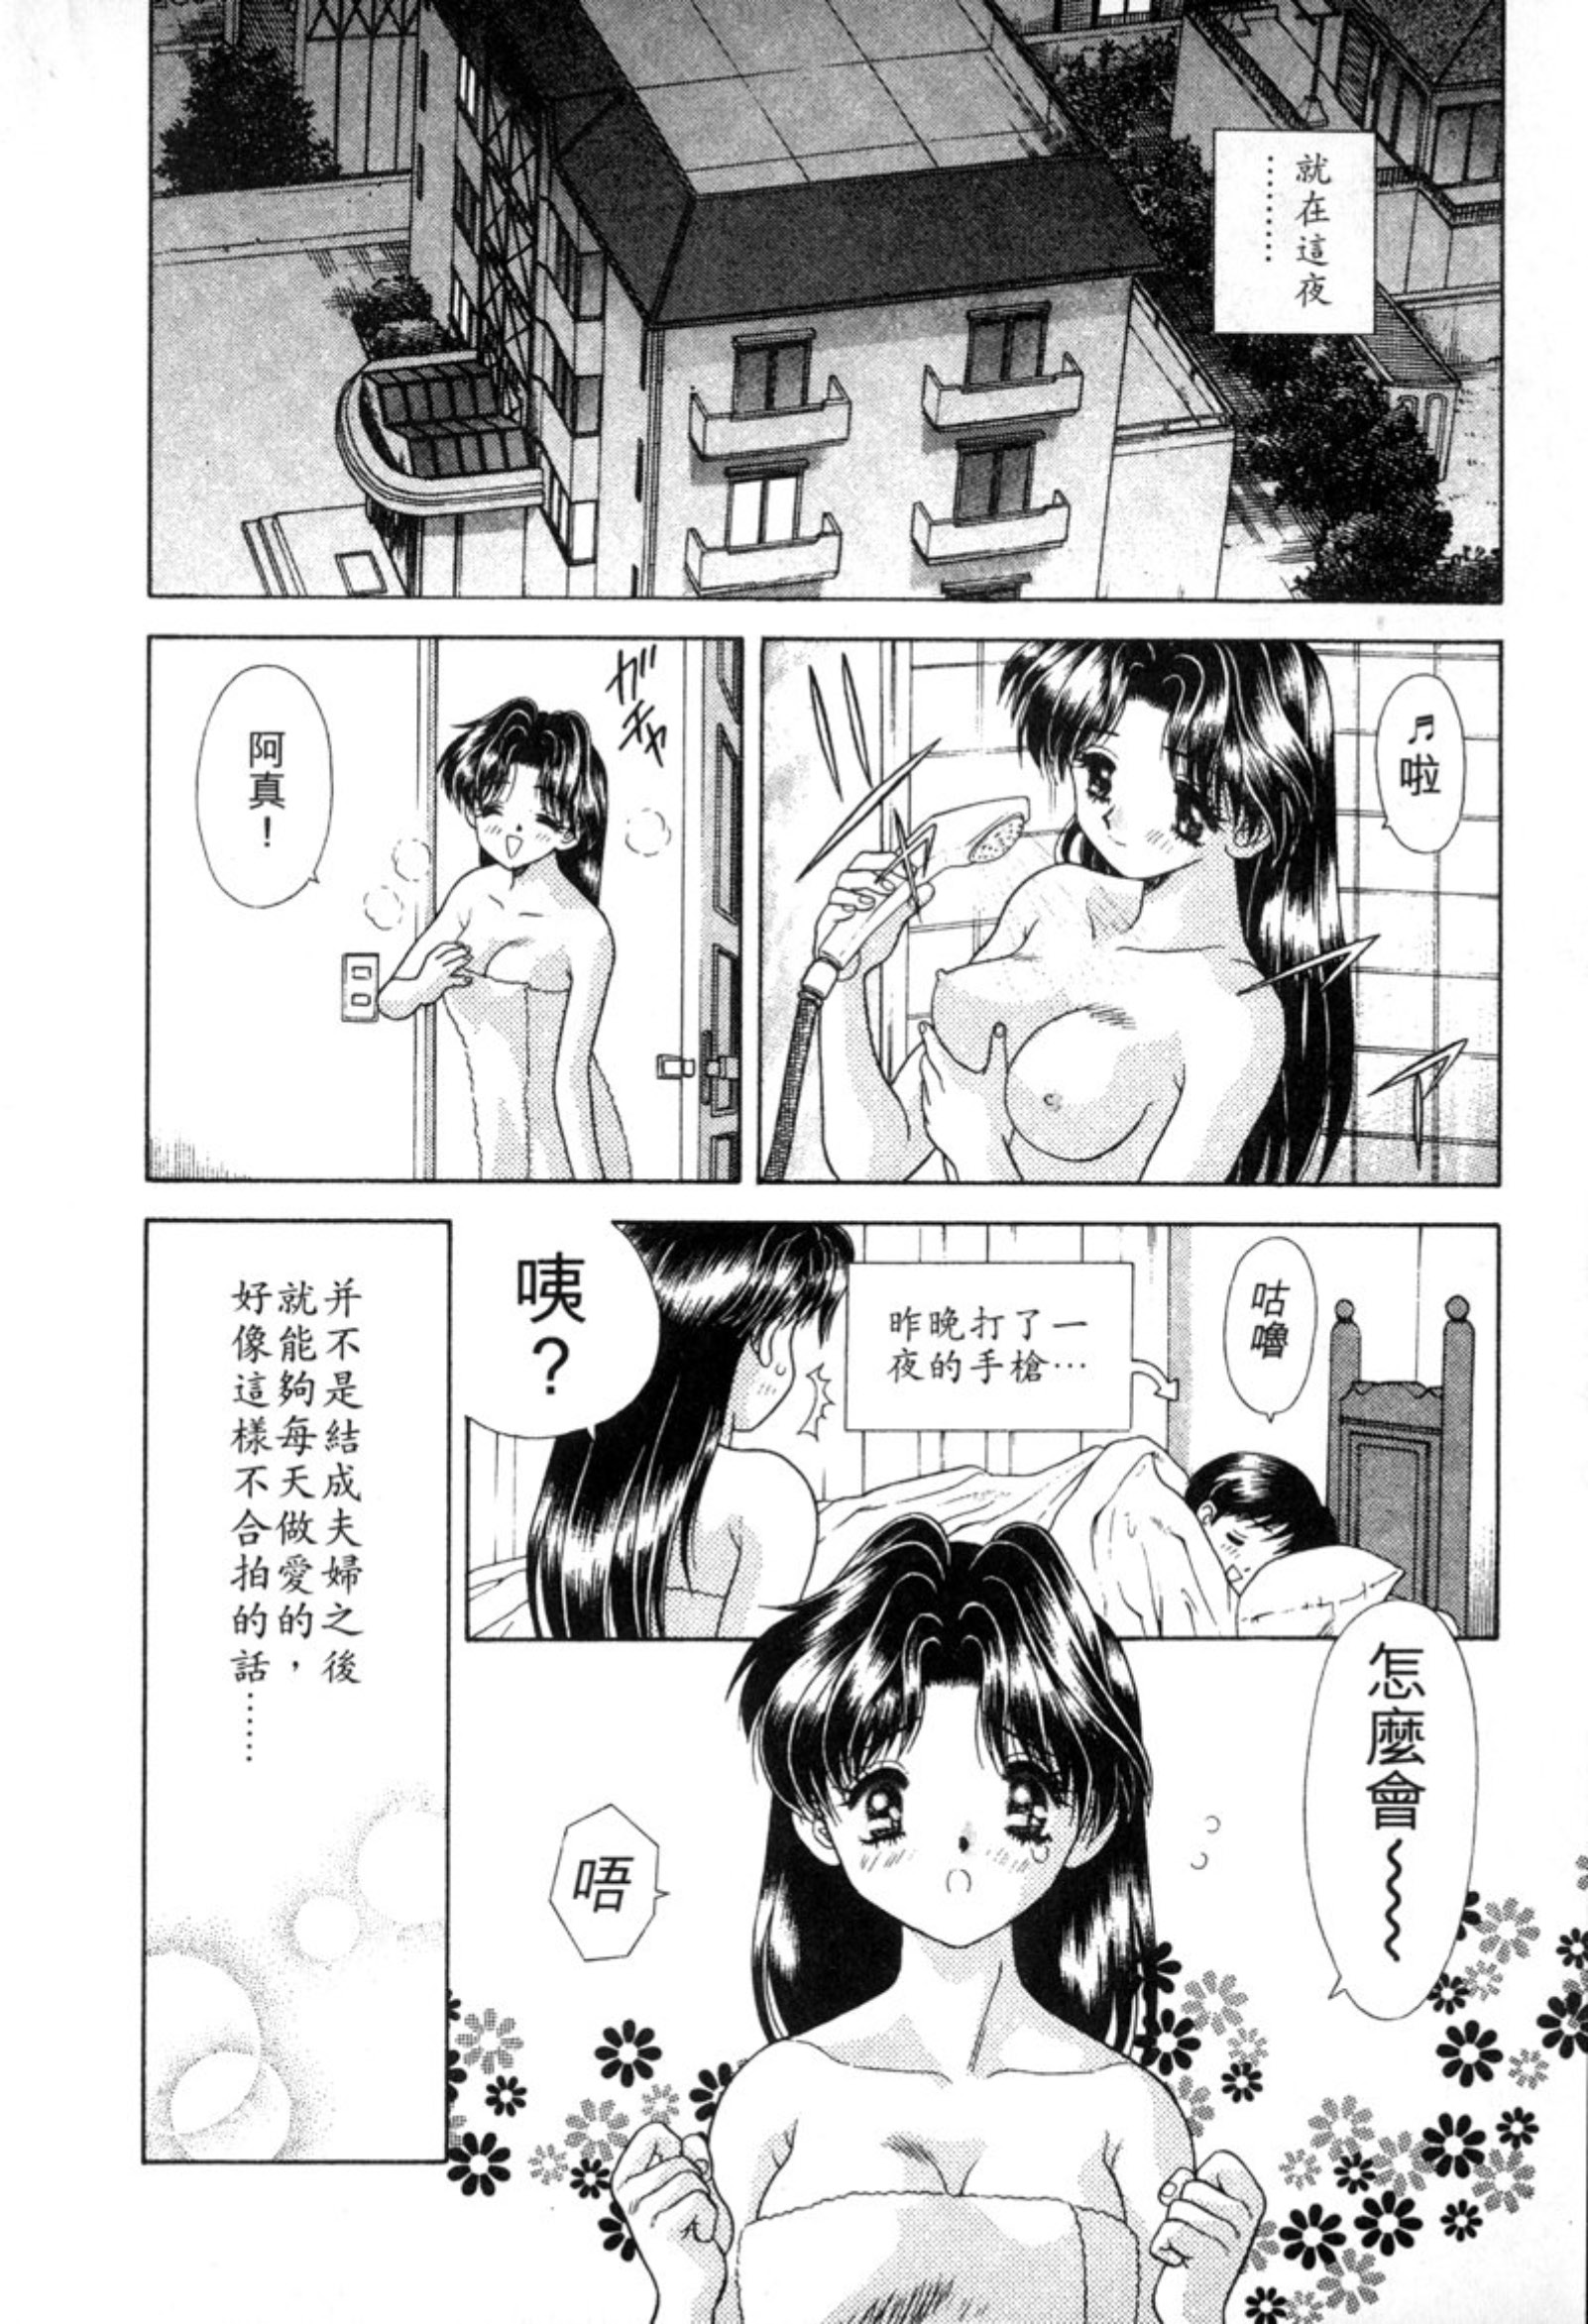 就在這夜
………
♬啦
ガチャ
阿真！
咕嚕
昨晚打了一
夜的手槍…
咦？
怎麼會～
唔
并不是結成夫婦之後
就能夠每天做愛的，
好像這樣不合拍的話……